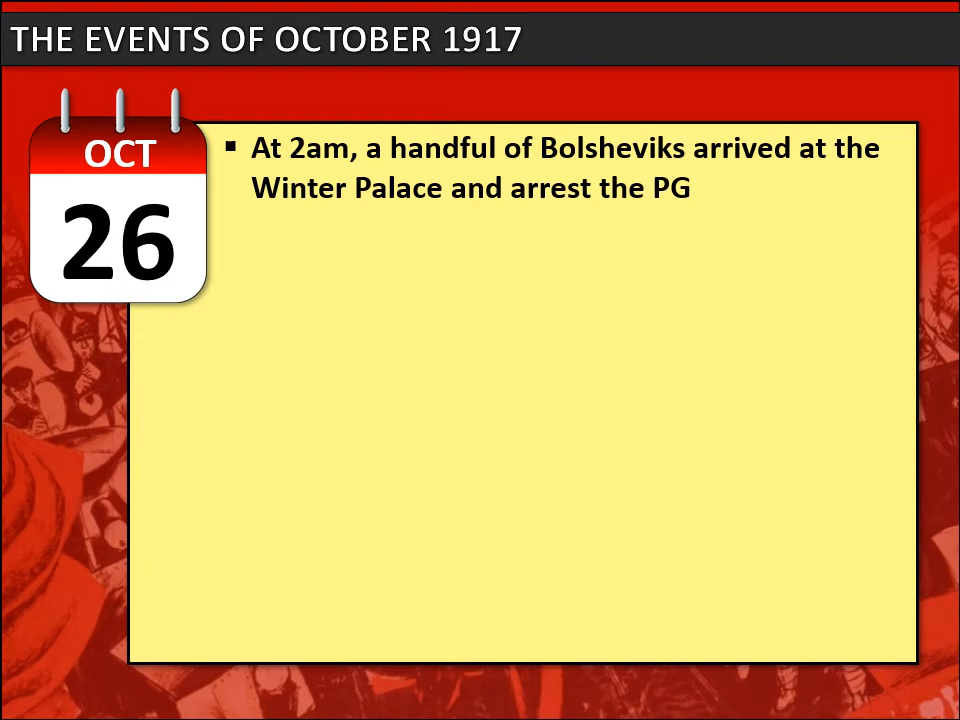 THE EVENTS OF OCTOBER 1917
OCT
26
▪ At 2am, a handful of Bolsheviks arrived at the
Winter Palace and arrest the PG